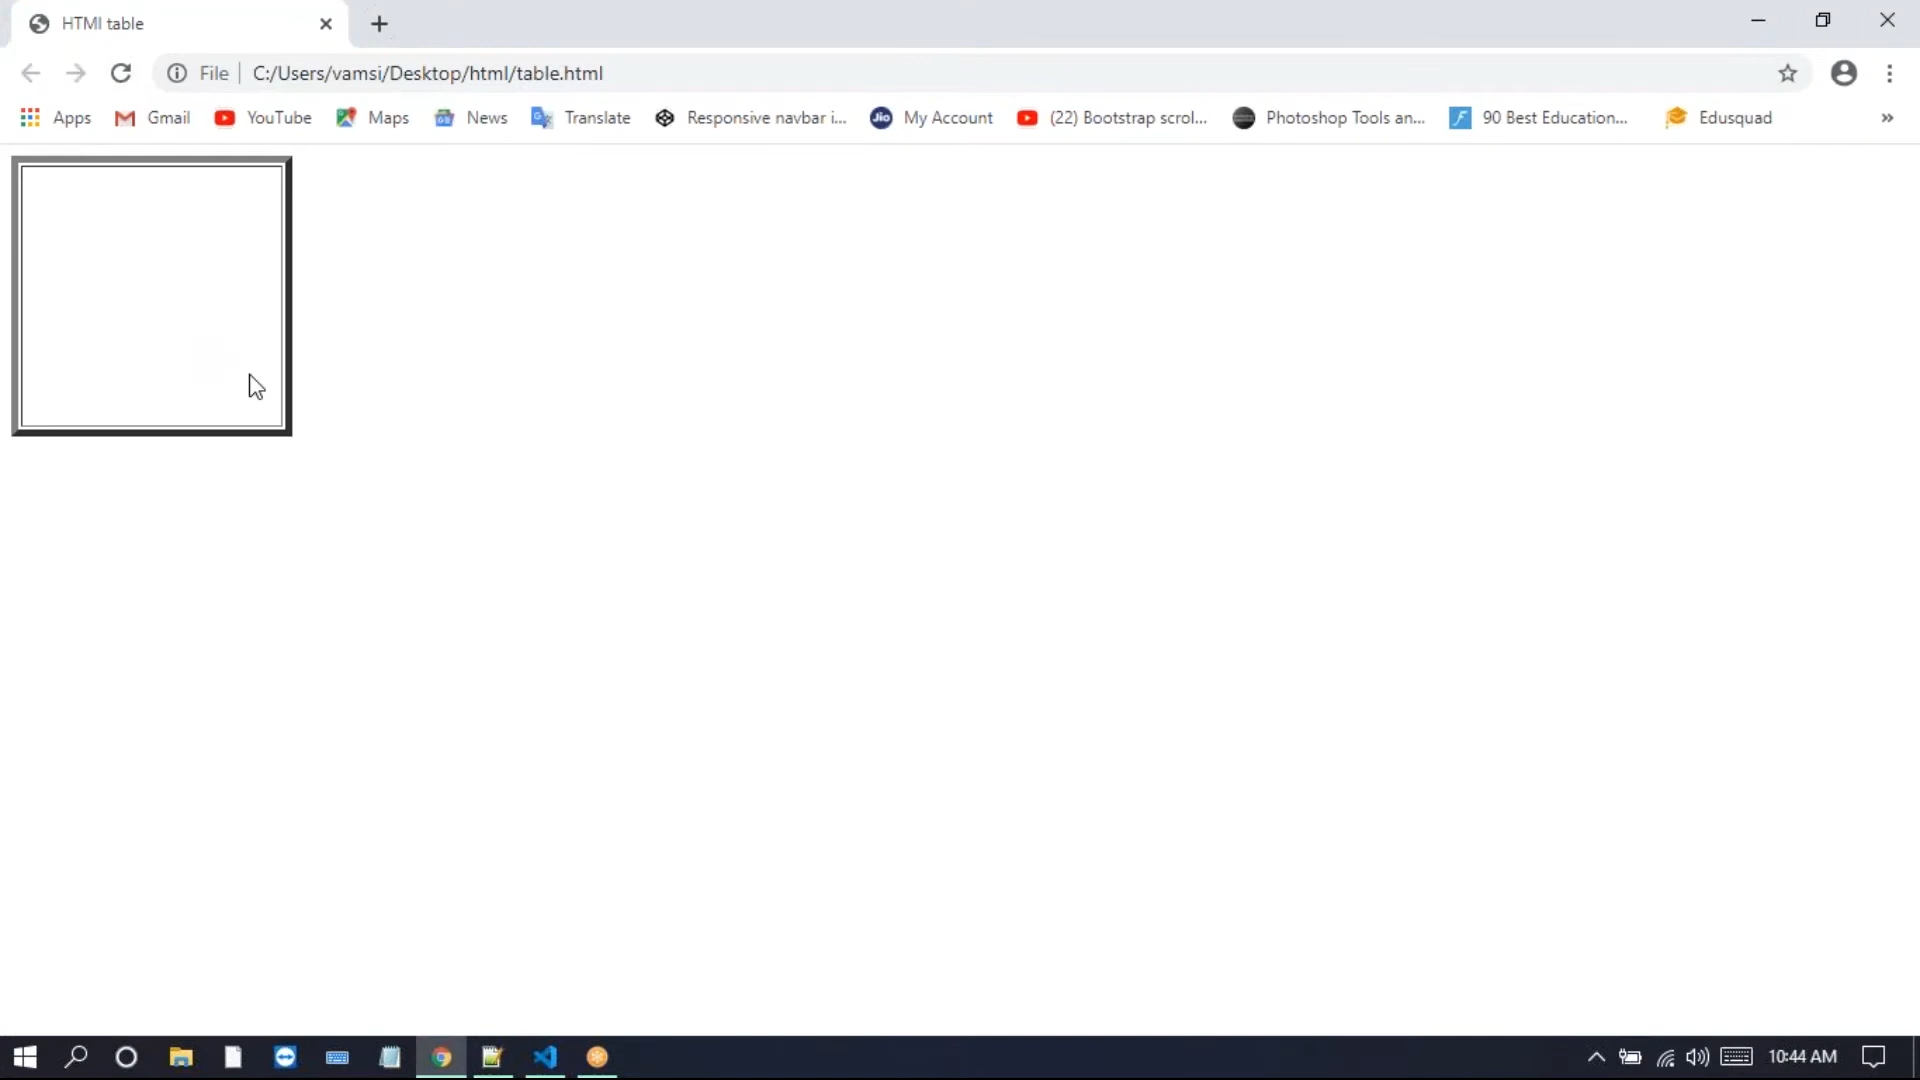 HTMl table
File C:/Users/vamsi/Desktop/html/table.html
Apps Gmail YouTube Maps News Translate Responsive navbar i... Jio My Account (22) Bootstrap scrol... Photoshop Tools an... 90 Best Education... Edusquad »
10:44 AM